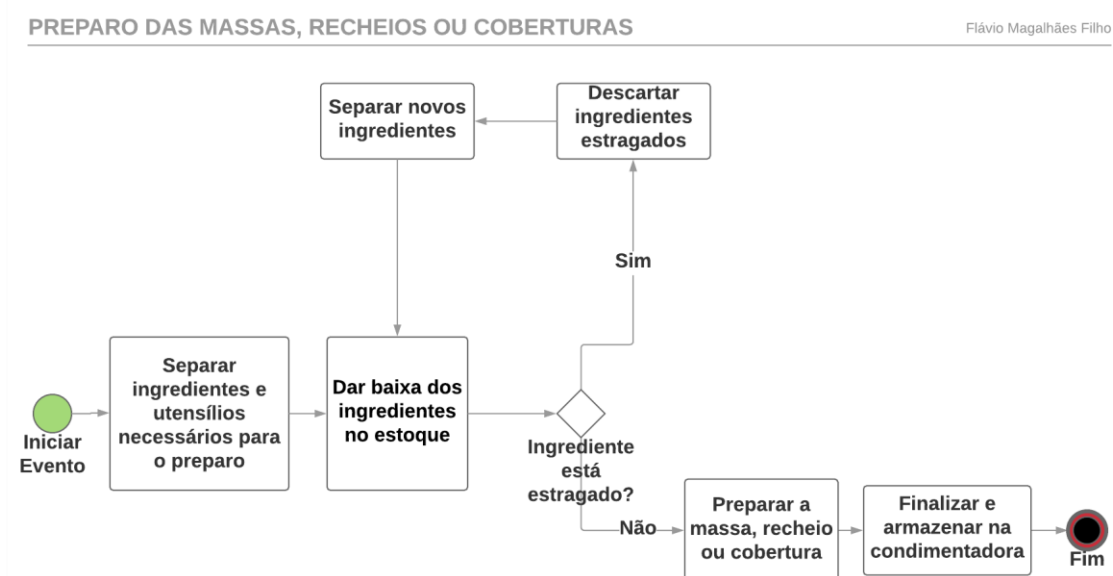 PREPARO DAS MASSAS, RECHEIOS OU COBERTURAS
Flávio Magalhães Filho
Separar novos
ingredientes
Descartar
ingredientes
estragados
Sim
Iniciar
Evento
Separar
ingredientes e
utensílios
necessários para
o preparo
Dar baixa dos
ingredientes
no estoque
Ingrediente
está
estragado?
Não
Preparar a
massa, recheio
ou cobertura
Finalizar e
armazenar na
condimentadora
Fim